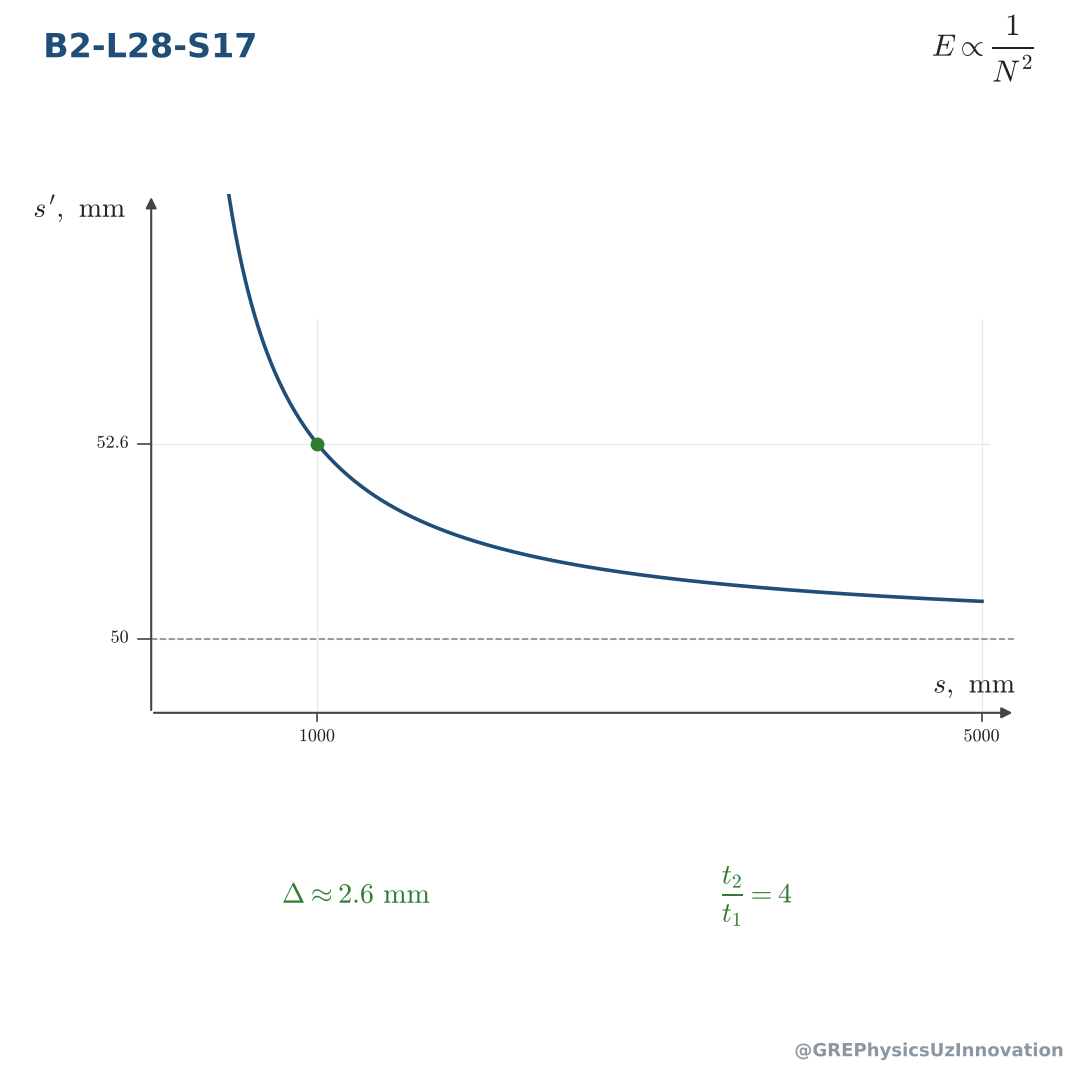 B2-L28-S17
E ∝ 1/N²
s′, mm
52.6
50
s, mm
1000
5000
Δ ≈ 2.6 mm
t₂/t₁ = 4
@GREPhysicsUzInnovation